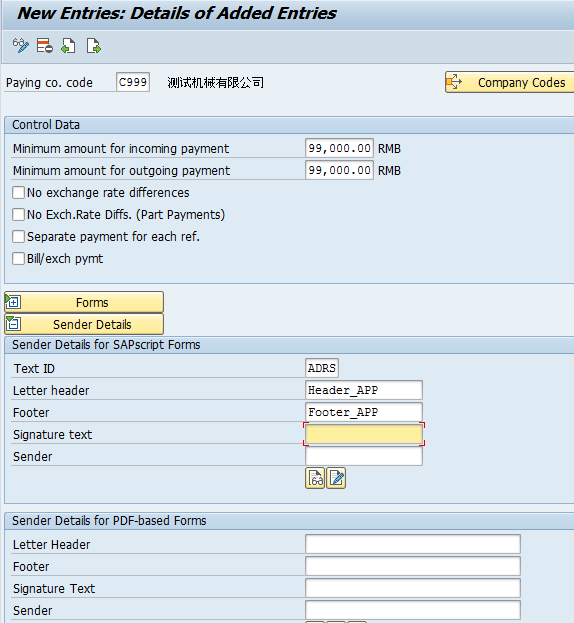 New Entries: Details of Added Entries
Paying co. code C999 测试机械有限公司 Company Codes
Control Data
Minimum amount for incoming payment 99,000.00 RMB
Minimum amount for outgoing payment 99,000.00 RMB
No exchange rate differences
No Exch.Rate Diffs. (Part Payments)
Separate payment for each ref.
Bill/exch pymt
Forms
Sender Details
Sender Details for SAPscript Forms
Text ID ADRS
Letter header Header_APP
Footer Footer_APP
Signature text
Sender
Sender Details for PDF-based Forms
Letter Header
Footer
Signature Text
Sender